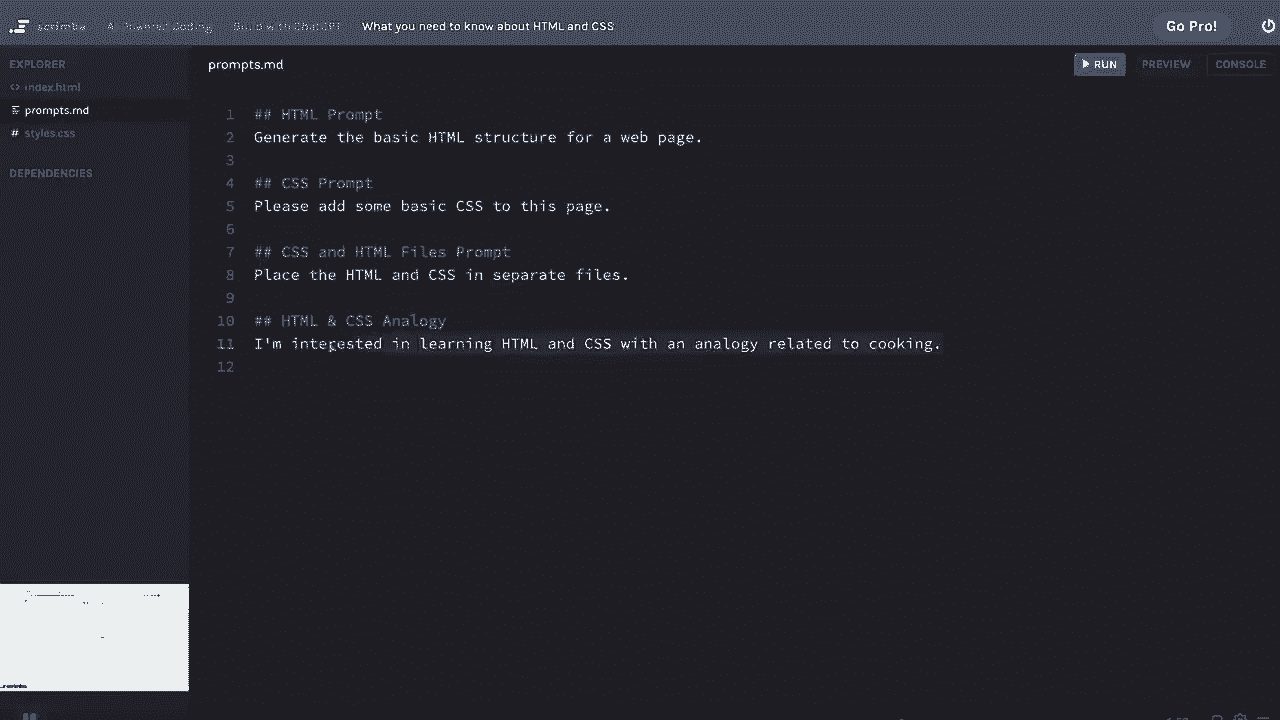 scrimba AI Powered Coding Build with ChatGPT What you need to know about HTML and CSS Go Pro!
EXPLORER
<> index.html
prompts.md
# styles.css
DEPENDENCIES
prompts.md
RUN PREVIEW CONSOLE
1 ## HTML Prompt
2 Generate the basic HTML structure for a web page.
3
4 ## CSS Prompt
5 Please add some basic CSS to this page.
6
7 ## CSS and HTML Files Prompt
8 Place the HTML and CSS in separate files.
9
10 ## HTML & CSS Analogy
11 I'm interested in learning HTML and CSS with an analogy related to cooking.
12